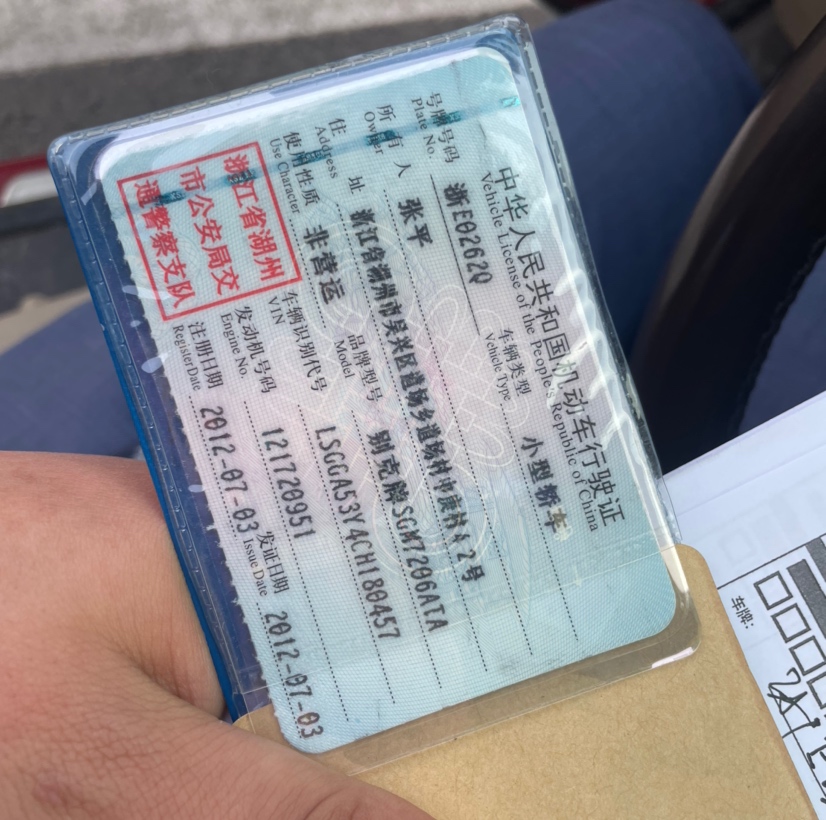 中华人民共和国机动车行驶证
Vehicle License of the People's Republic of China
号牌号码 浙E0262Q 车辆类型 小型轿车
Plate No. Vehicle Type
所有人 张平
Owner
住址 浙江省湖州市吴兴区道场乡道场村中庚村42号
Address
使用性质 非营运 品牌型号 别克牌SGM7206ATA
Use Character Model
浙江省湖州
市公安局交
通警察支队
车辆识别代号 LSGGA53Y4CH180457
VIN
发动机号码 121720951
Engine No.
注册日期 2012-07-03 发证日期 2012-07-03
Register Date Issue Date
车牌: